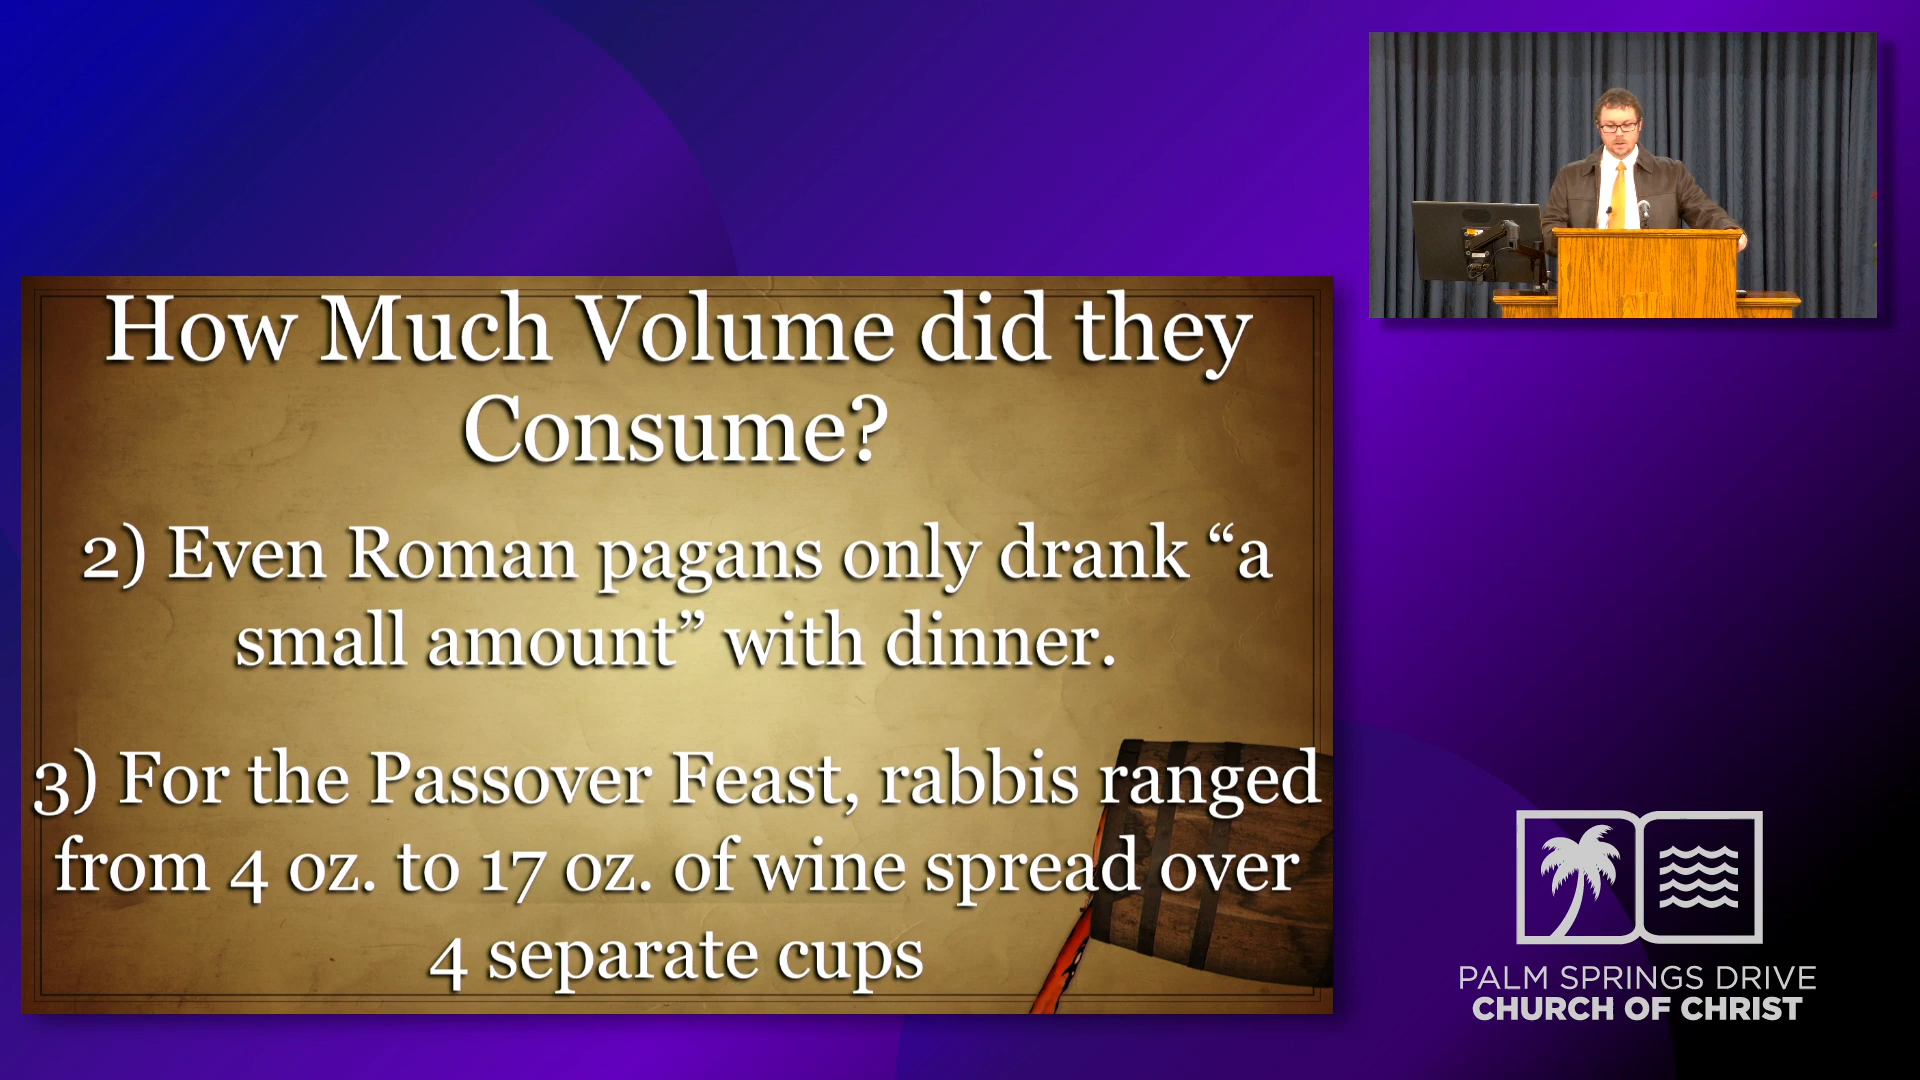 How Much Volume did they
Consume?
2) Even Roman pagans only drank “a
small amount” with dinner.
3) For the Passover Feast, rabbis ranged
from 4 oz. to 17 oz. of wine spread over
4 separate cups
PALM SPRINGS DRIVE
CHURCH OF CHRIST